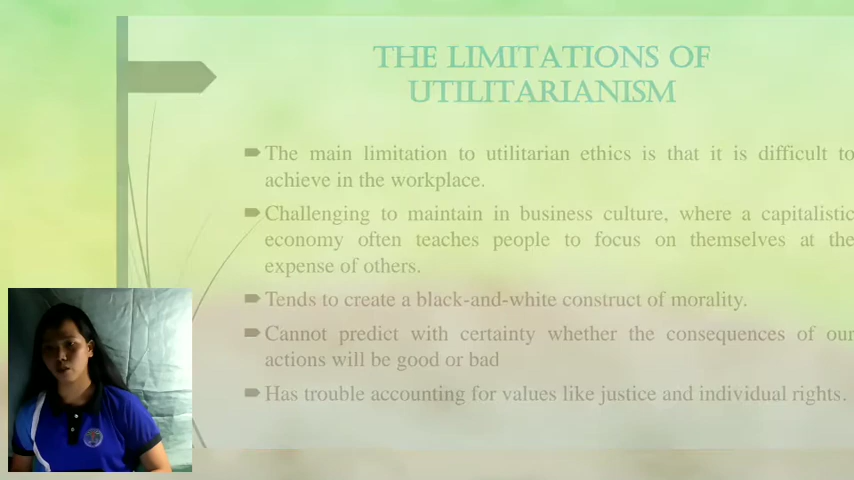 THE LIMITATIONS OF
UTILITARIANISM
The main limitation to utilitarian ethics is that it is difficult to
achieve in the workplace.
Challenging to maintain in business culture, where a capitalistic
economy often teaches people to focus on themselves at the
expense of others.
Tends to create a black-and-white construct of morality.
Cannot predict with certainty whether the consequences of our
actions will be good or bad
Has trouble accounting for values like justice and individual rights.